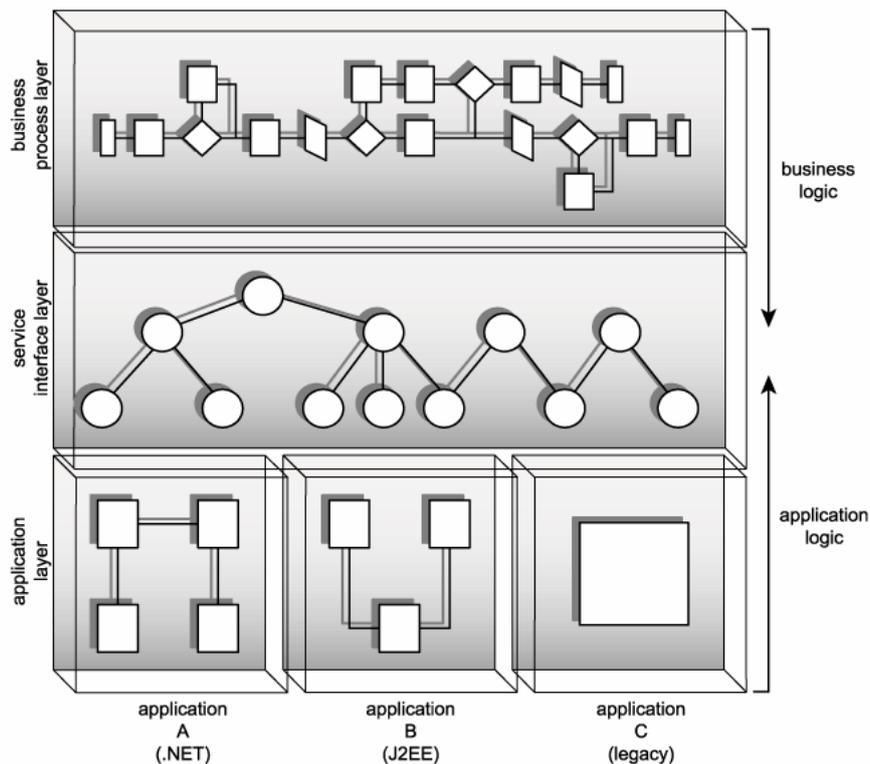 business
process layer
business
logic
service
interface layer
application
layer
application
logic
application
A
(.NET)
application
B
(J2EE)
application
C
(legacy)